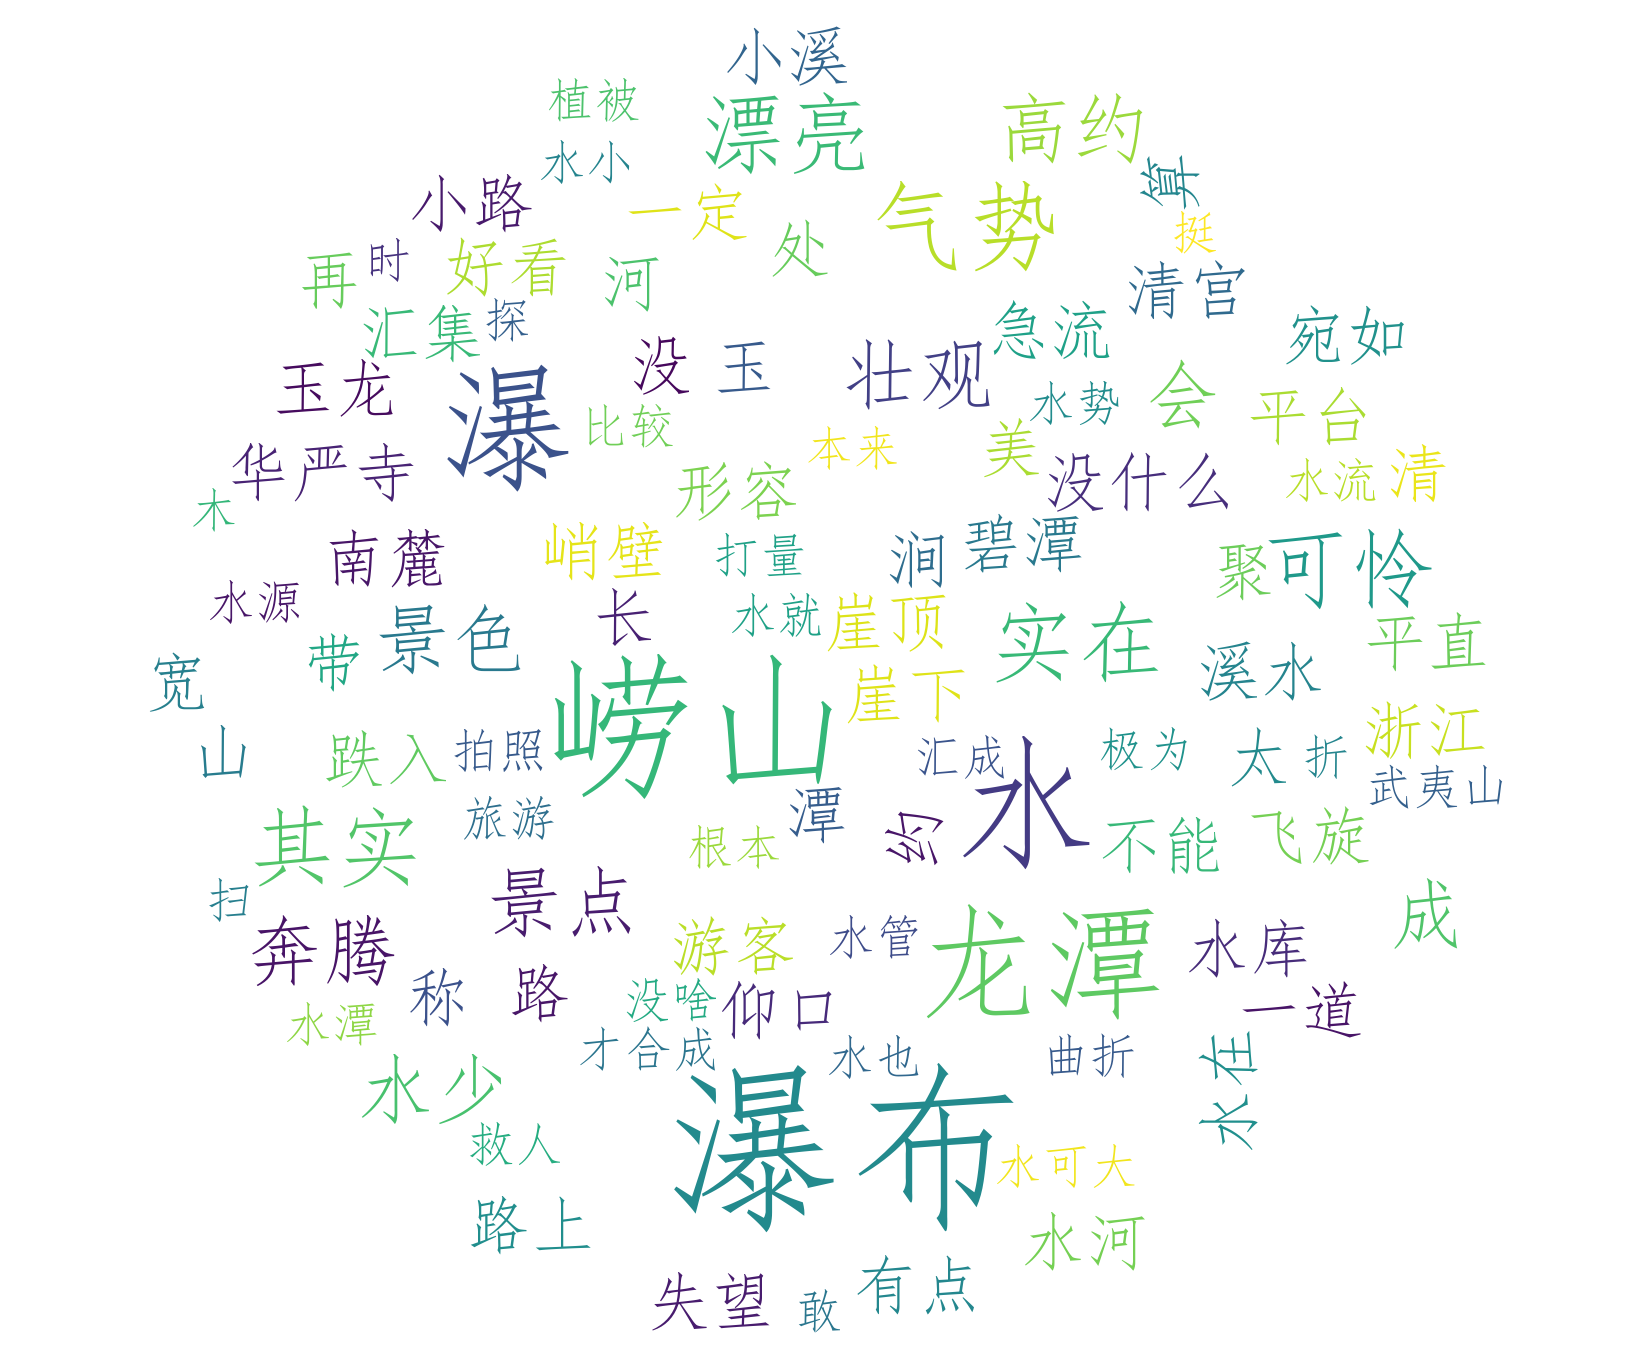 小溪
植被
漂亮
高约
水小
算
小路
一定
气势
挺
再
时
好看
河
处
清宫
汇集
探
急流
宛如
玉龙
瀑
没
玉
壮观
水势
会
平台
比较
本来
美
华严寺
形容
没什么
水流
清
木
南麓
峭壁
打量
涧
碧潭
聚
可怜
水源
长
水就
崖顶
实在
平直
宽
带
景色
崂山
崖下
溪水
山
跌入
拍照
汇成
水
极为
太
折
浙江
武夷山
其实
旅游
潭
约
不能
飞旋
根本
扫
景点
成
奔腾
游客
水管
龙潭
水库
称
路
没啥
仰口
一道
水潭
才合成
水也
曲折
水在
水少
瀑布
救人
水可大
路上
水河
失望
敢
有点